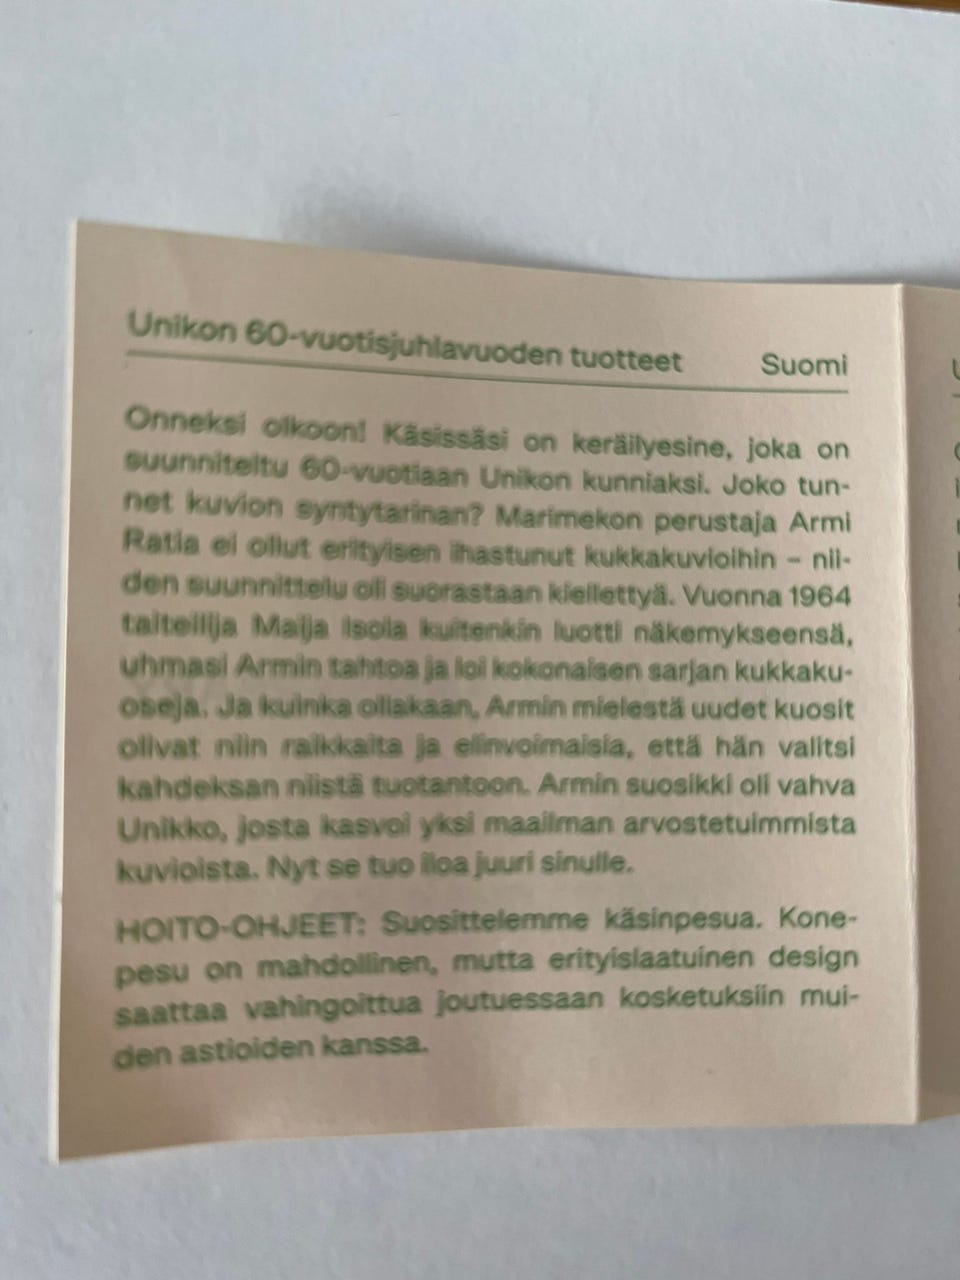 Unikon 60-vuotisjuhlavuoden tuotteet Suomi
Onneksi olkoon! Käsissäsi on keräilyesine, joka on
suunniteltu 60-vuotiaan Unikon kunniaksi. Joko tun-
net kuvion syntytarinan? Marimekon perustaja Armi
Ratia ei ollut erityisen ihastunut kukkakuvioihin – nii-
den suunnittelu oli suorastaan kiellettyä. Vuonna 1964
taiteilija Maija Isola kuitenkin luotti näkemykseensä,
uhmasi Armin tahtoa ja loi kokonaisen sarjan kukkaku-
oseja. Ja kuinka ollakaan, Armin mielestä uudet kuosit
olivat niin raikkaita ja elinvoimaisia, että hän valitsi
kahdeksan niistä tuotantoon. Armin suosikki oli vahva
Unikko, josta kasvoi yksi maailman arvostetuimmista
kuvioista. Nyt se tuo iloa juuri sinulle.
HOITO-OHJEET: Suosittelemme käsinpesua. Kone-
pesu on mahdollinen, mutta erityislaatuinen design
saattaa vahingoittua joutuessaan kosketuksiin mui-
den astioiden kanssa.